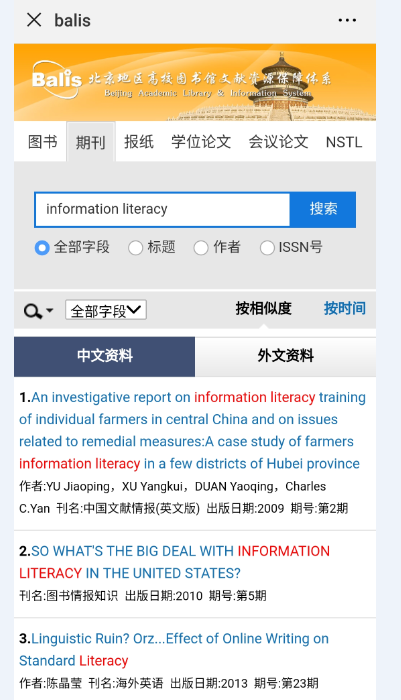 balis
Balis 北京地区高校图书馆文献资源保障体系
Beijing Academic Library & Information System
图书 期刊 报纸 学位论文 会议论文 NSTL
information literacy 搜索
全部字段 标题 作者 ISSN号
全部字段 按相似度 按时间
中文资料 外文资料
1.An investigative report on information literacy training
of individual farmers in central China and on issues
related to remedial measures:A case study of farmers
information literacy in a few districts of Hubei province
作者:YU Jiaoping，XU Yangkui，DUAN Yaoqing，Charles
C.Yan 刊名:中国文献情报(英文版) 出版日期:2009 期号:第2期
2.SO WHAT'S THE BIG DEAL WITH INFORMATION
LITERACY IN THE UNITED STATES?
刊名:图书情报知识 出版日期:2010 期号:第5期
3.Linguistic Ruin? Orz...Effect of Online Writing on
Standard Literacy
作者:陈晶莹 刊名:海外英语 出版日期:2013 期号:第23期